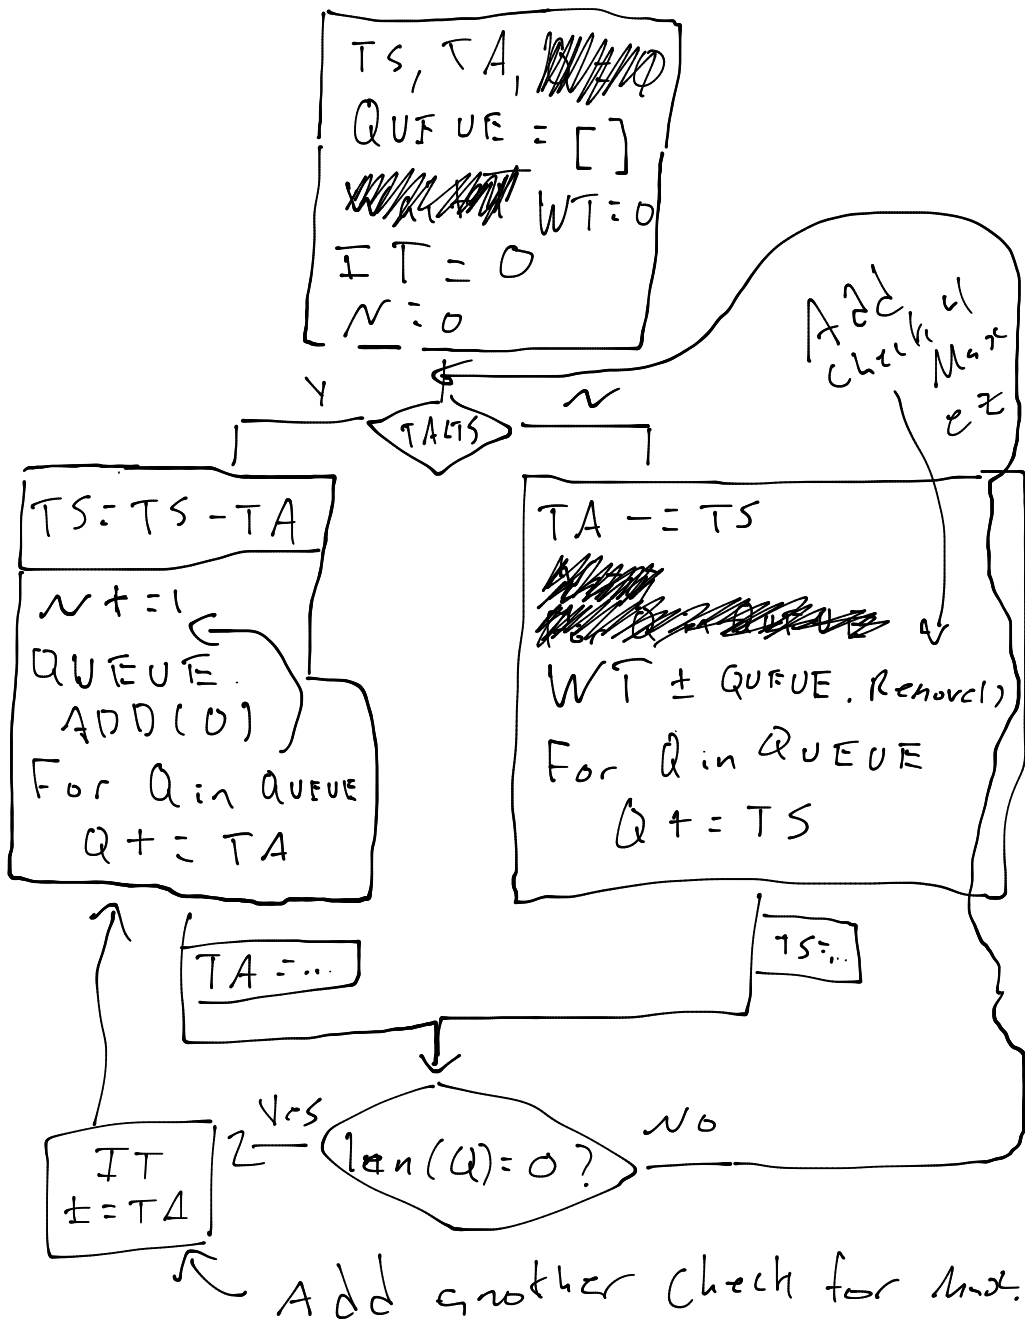 TS, TA,
QUEUE = []
WT = 0
IT = 0
N = 0
Add
check
Max
Y
N
TA<TS
TS = TS - TA
N += 1
QUEUE.
ADD(0)
For Q in QUEUE
Q += TA
TA -= TS
WT ± QUEUE. Remove()
For Q in QUEUE
Q += TS
TA = ...
TS = ...
Yes
No
len(Q) = 0 ?
IT
±= TA
Add another check for Max.